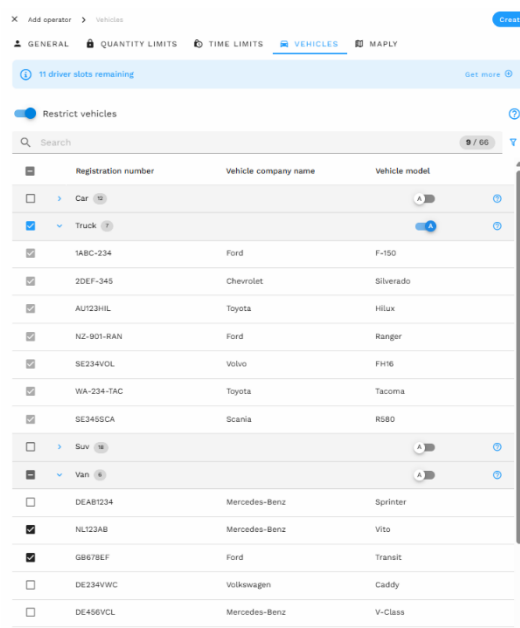 Add operator > Vehicles
Create
GENERAL QUANTITY LIMITS TIME LIMITS VEHICLES MAPLY
11 driver slots remaining Get more
Restrict vehicles
Search 9 / 66
Registration number Vehicle company name Vehicle model
Car 12 A
Truck 7 A
1ABC-234 Ford F-150
2DEF-345 Chevrolet Silverado
AU123HIL Toyota Hilux
NZ-901-RAN Ford Ranger
SE234VOL Volvo FH16
WA-234-TAC Toyota Tacoma
SE345SCA Scania R580
Suv 18 A
Van 6 A
DEAB1234 Mercedes-Benz Sprinter
NL123AB Mercedes-Benz Vito
GB678EF Ford Transit
DE234VWC Volkswagen Caddy
DE456VCL Mercedes-Benz V-Class